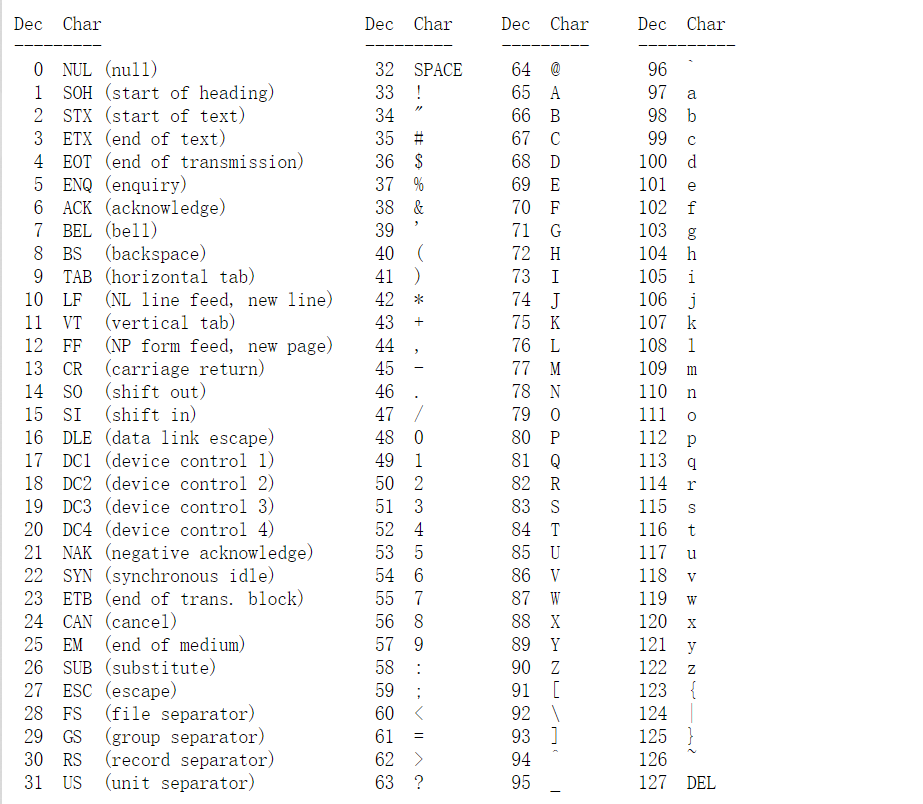 Dec  Char                           Dec  Char     Dec  Char     Dec  Char
---------                           ---------     ---------     ----------
  0  NUL (null)                      32  SPACE     64  @         96  `
  1  SOH (start of heading)          33  !         65  A         97  a
  2  STX (start of text)             34  "         66  B         98  b
  3  ETX (end of text)               35  #         67  C         99  c
  4  EOT (end of transmission)       36  $         68  D        100  d
  5  ENQ (enquiry)                   37  %         69  E        101  e
  6  ACK (acknowledge)               38  &         70  F        102  f
  7  BEL (bell)                      39  '         71  G        103  g
  8  BS  (backspace)                 40  (         72  H        104  h
  9  TAB (horizontal tab)            41  )         73  I        105  i
 10  LF  (NL line feed, new line)    42  *         74  J        106  j
 11  VT  (vertical tab)              43  +         75  K        107  k
 12  FF  (NP form feed, new page)    44  ,         76  L        108  l
 13  CR  (carriage return)           45  -         77  M        109  m
 14  SO  (shift out)                 46  .         78  N        110  n
 15  SI  (shift in)                  47  /         79  O        111  o
 16  DLE (data link escape)          48  0         80  P        112  p
 17  DC1 (device control 1)          49  1         81  Q        113  q
 18  DC2 (device control 2)          50  2         82  R        114  r
 19  DC3 (device control 3)          51  3         83  S        115  s
 20  DC4 (device control 4)          52  4         84  T        116  t
 21  NAK (negative acknowledge)      53  5         85  U        117  u
 22  SYN (synchronous idle)          54  6         86  V        118  v
 23  ETB (end of trans. block)       55  7         87  W        119  w
 24  CAN (cancel)                    56  8         88  X        120  x
 25  EM  (end of medium)             57  9         89  Y        121  y
 26  SUB (substitute)                58  :         90  Z        122  z
 27  ESC (escape)                    59  ;         91  [        123  {
 28  FS  (file separator)            60  <         92  \        124  |
 29  GS  (group separator)           61  =         93  ]        125  }
 30  RS  (record separator)          62  >         94  ^        126  ~
 31  US  (unit separator)            63  ?         95  _        127  DEL